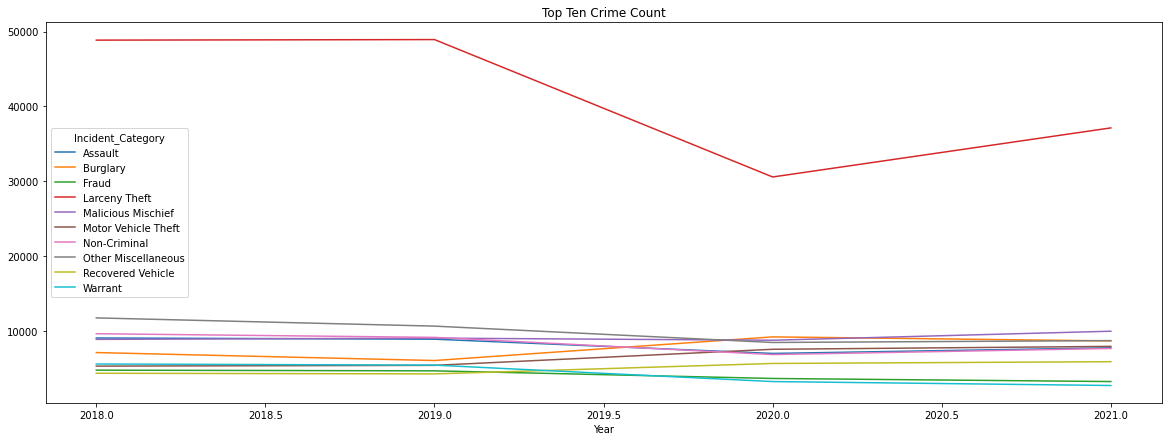 Top Ten Crime Count
50000
40000
30000
20000
10000
Incident_Category
Assault
Burglary
Fraud
Larceny Theft
Malicious Mischief
Motor Vehicle Theft
Non-Criminal
Other Miscellaneous
Recovered Vehicle
Warrant
2018.0 2018.5 2019.0 2019.5 2020.0 2020.5 2021.0
Year